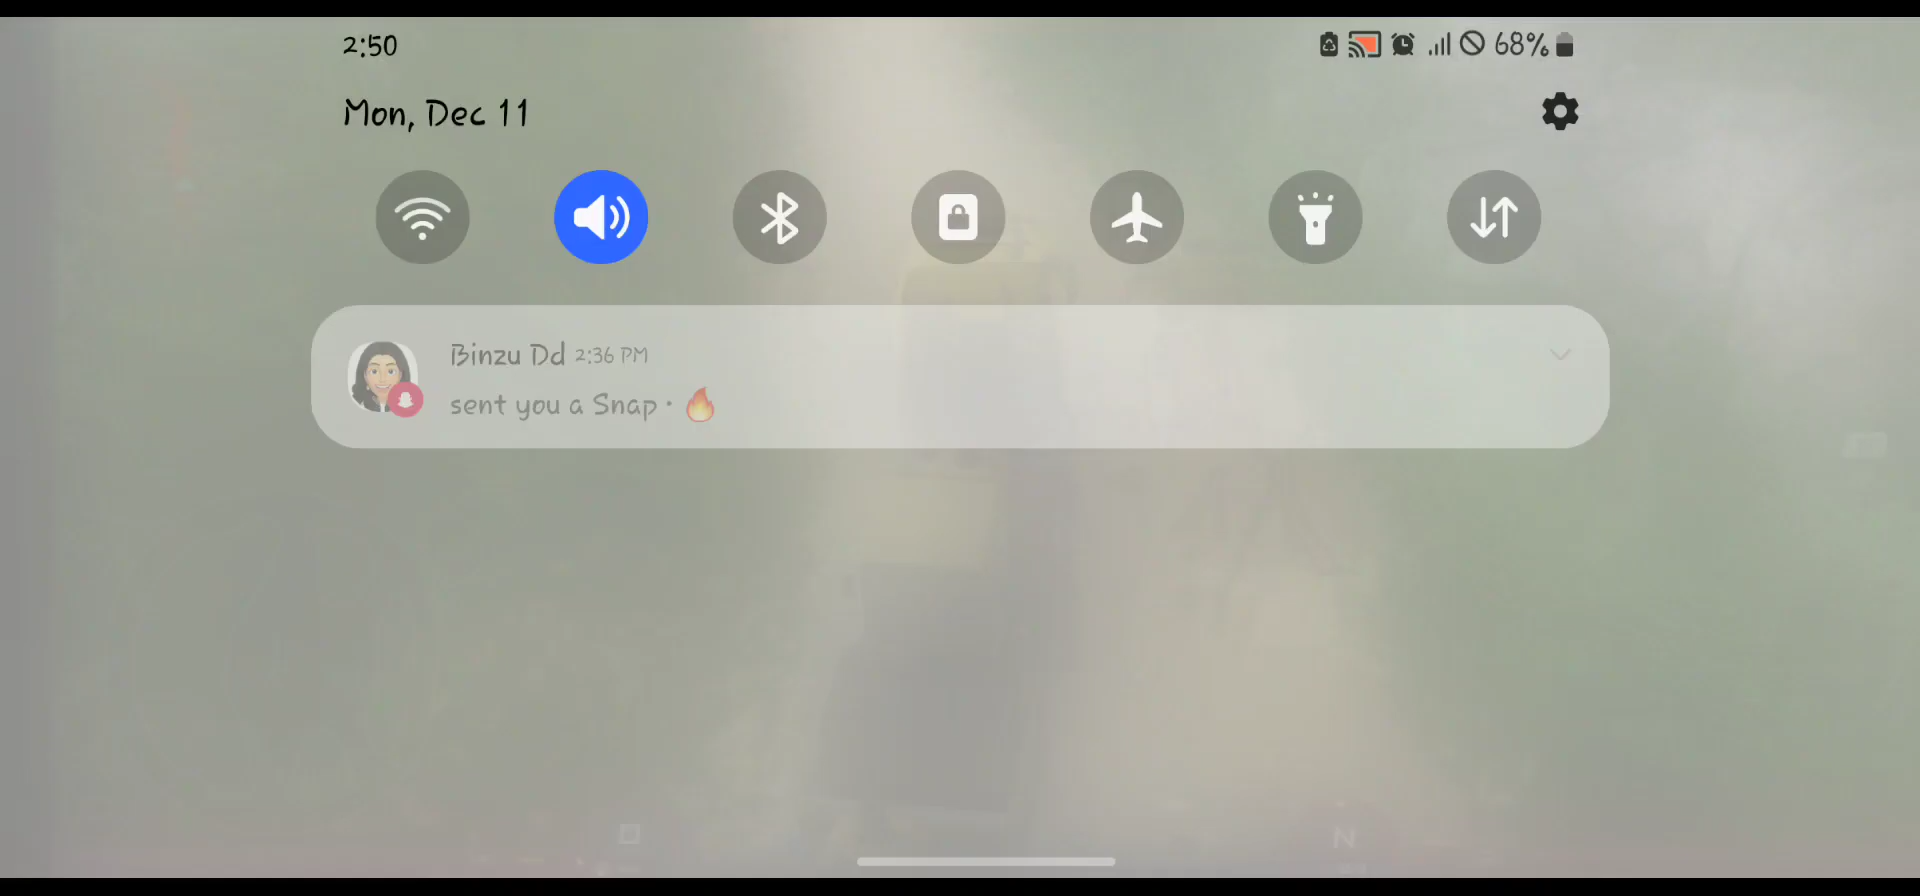 2:50
68%
Mon, Dec 11
Binzu Dd 2:36 PM
sent you a Snap · 🔥
N